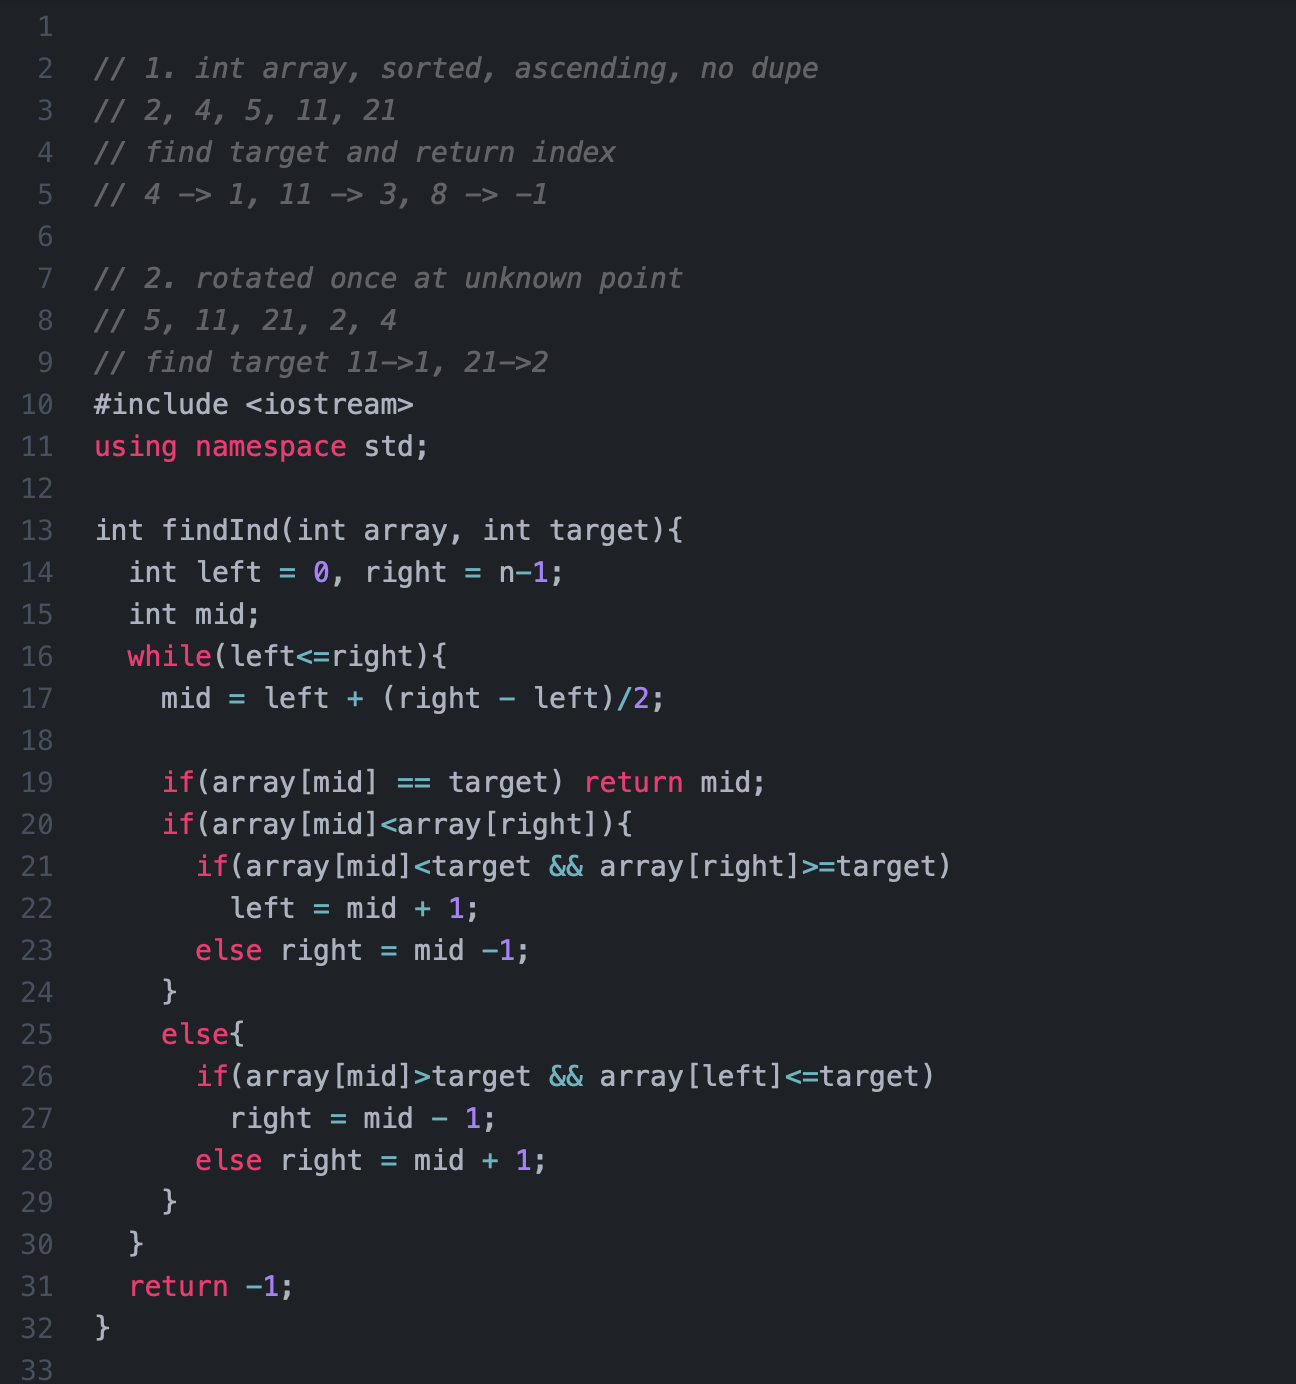 1
2 // 1. int array, sorted, ascending, no dupe
3 // 2, 4, 5, 11, 21
4 // find target and return index
5 // 4 -> 1, 11 -> 3, 8 -> -1
6
7 // 2. rotated once at unknown point
8 // 5, 11, 21, 2, 4
9 // find target 11->1, 21->2
10 #include <iostream>
11 using namespace std;
12
13 int findInd(int array, int target){
14   int left = 0, right = n-1;
15   int mid;
16   while(left<=right){
17     mid = left + (right - left)/2;
18
19     if(array[mid] == target) return mid;
20     if(array[mid]<array[right]){
21       if(array[mid]<target && array[right]>=target)
22         left = mid + 1;
23       else right = mid -1;
24     }
25     else{
26       if(array[mid]>target && array[left]<=target)
27         right = mid - 1;
28       else right = mid + 1;
29     }
30   }
31   return -1;
32 }
33